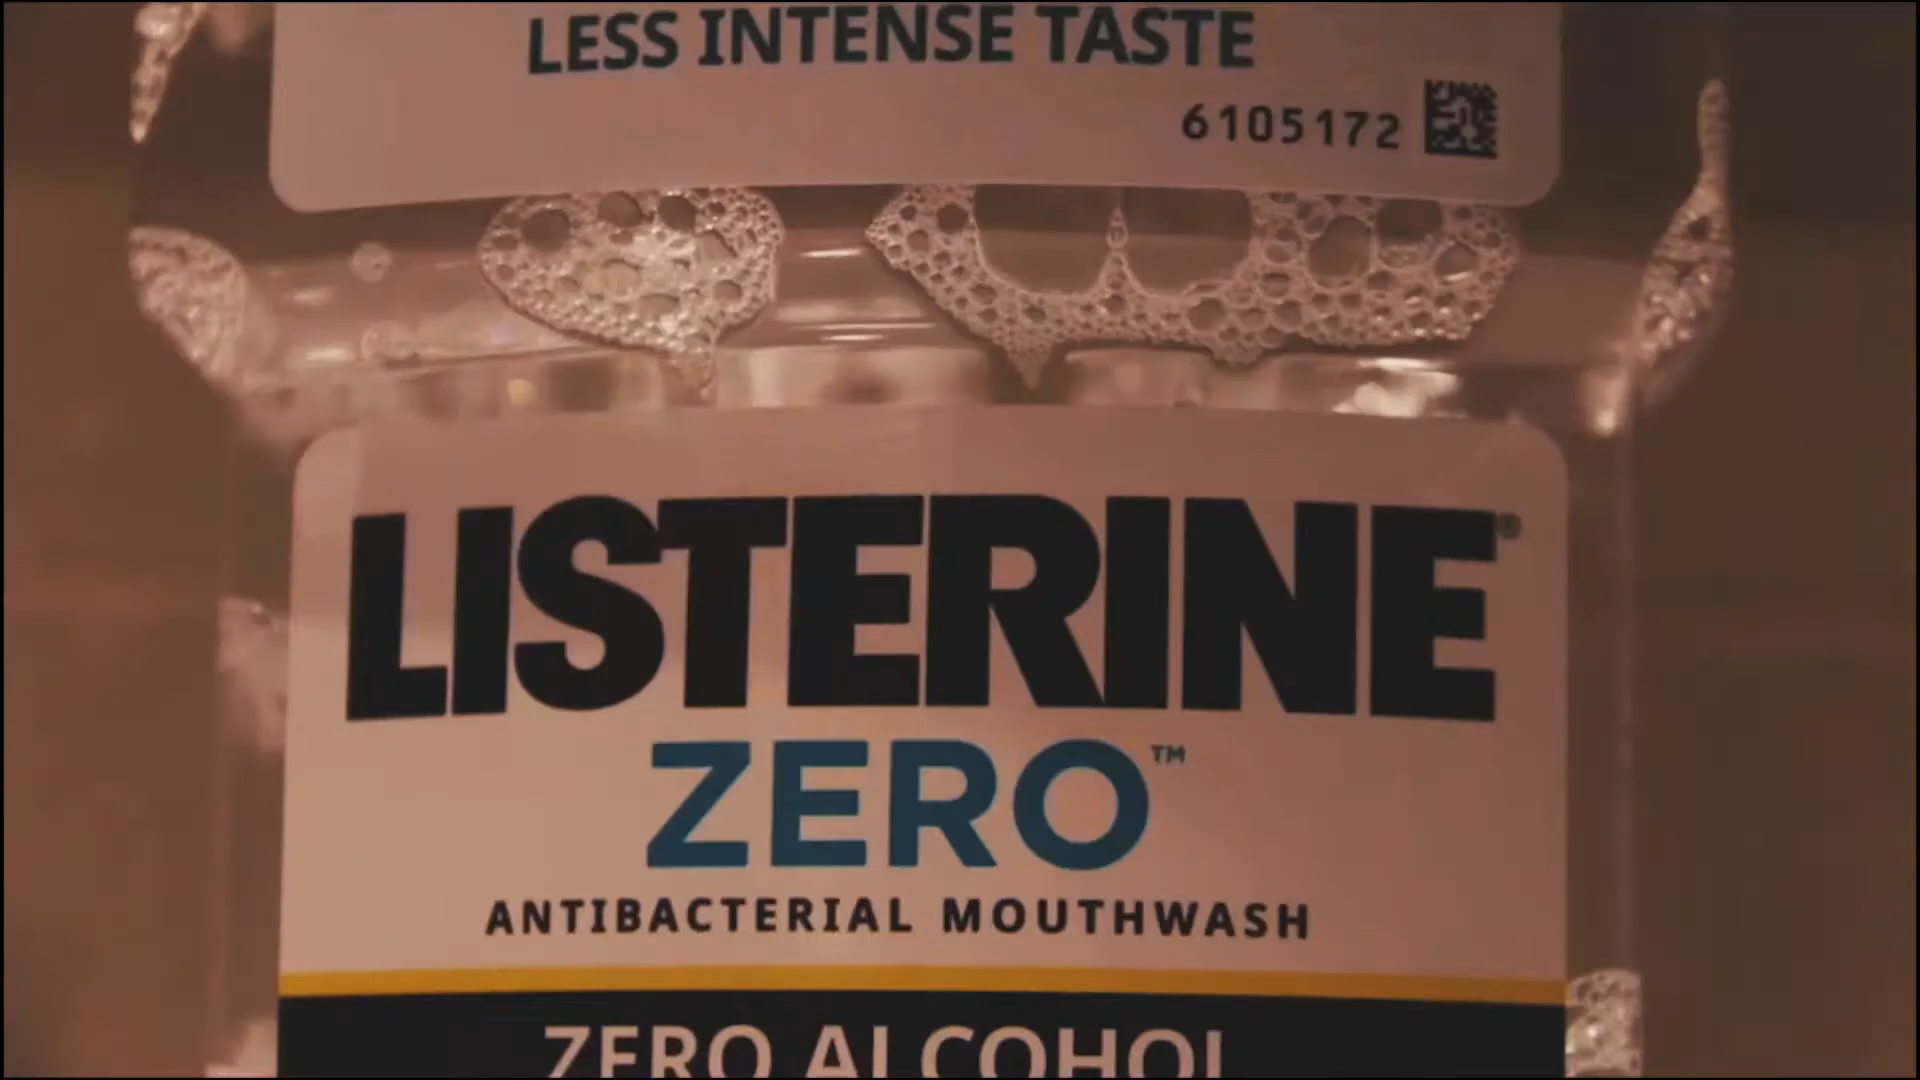 LESS INTENSE TASTE
6105172
LISTERINE®
ZERO™
ANTIBACTERIAL MOUTHWASH
ZERO ALCOHOL